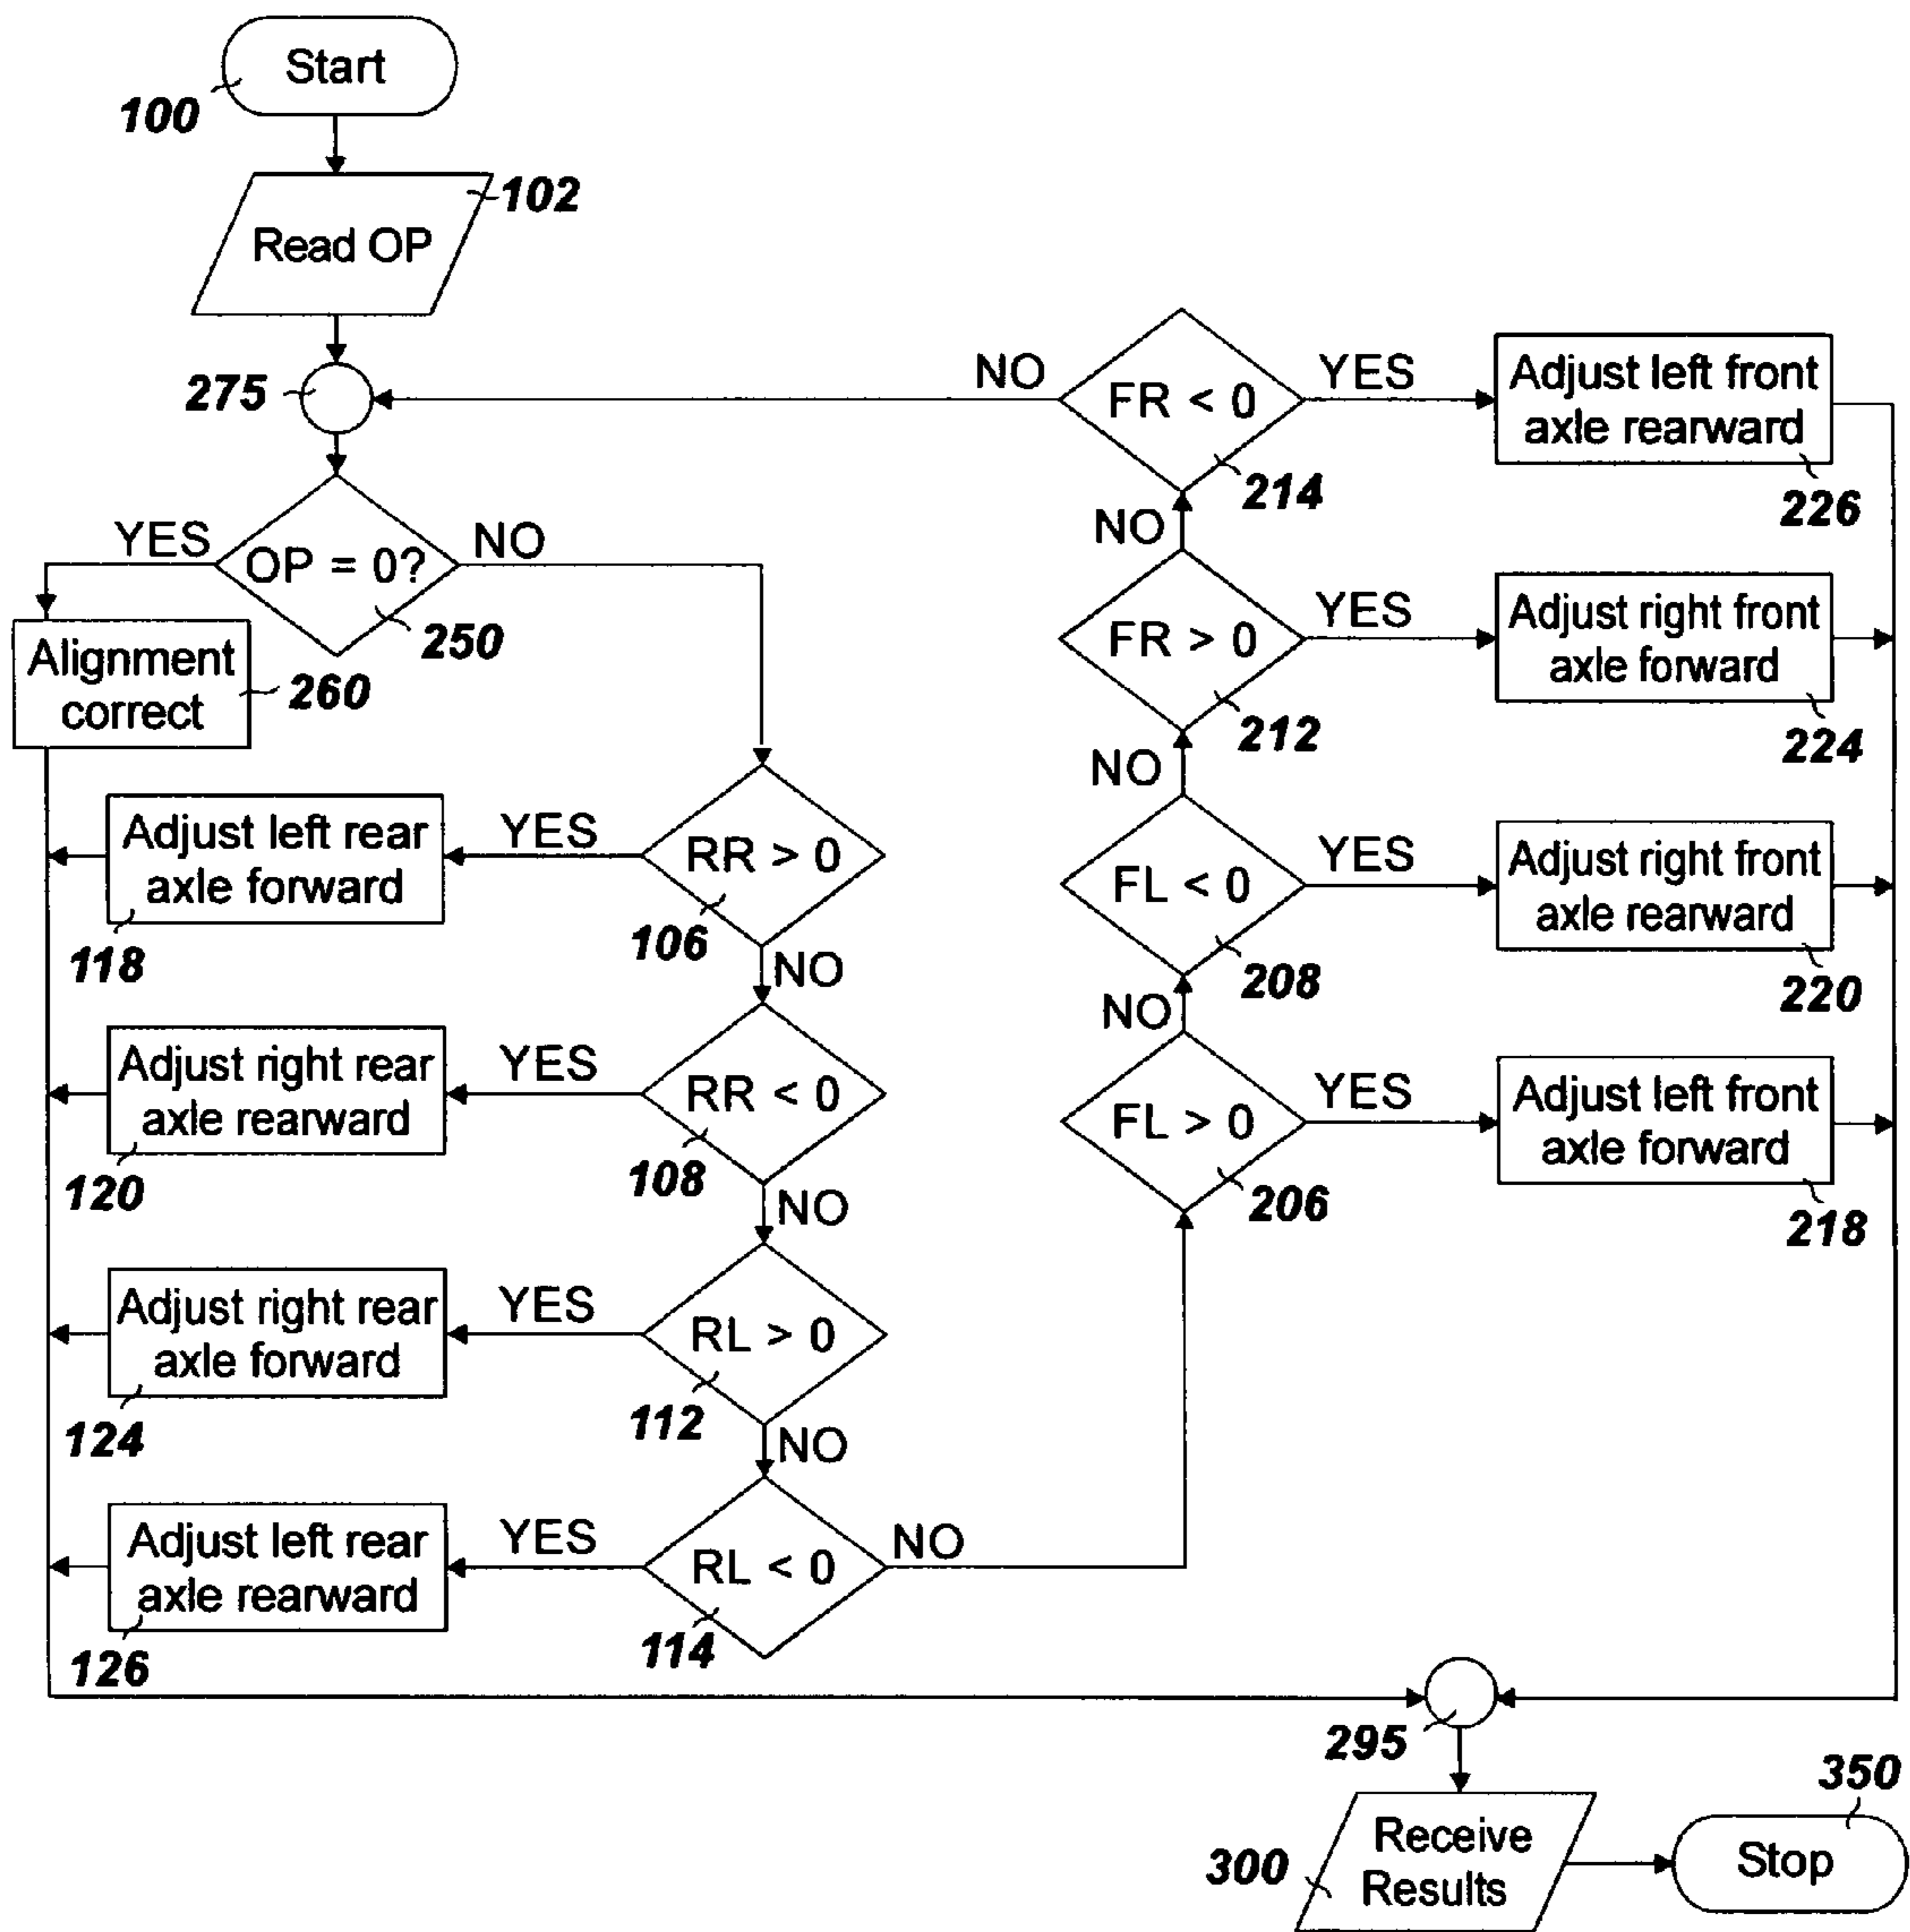 Start
100
102
Read OP
275
NO
FR < 0
YES
Adjust left front
axle rearward
214
226
NO
YES
OP = 0?
NO
250
Alignment
correct
260
FR > 0
YES
Adjust right front
axle forward
212
224
NO
Adjust left rear
axle forward
YES
RR > 0
118
106
NO
FL < 0
YES
Adjust right front
axle rearward
208
220
NO
Adjust right rear
axle rearward
YES
RR < 0
120
108
NO
FL > 0
YES
Adjust left front
axle forward
206
218
Adjust right rear
axle forward
YES
RL > 0
124
112
NO
Adjust left rear
axle rearward
YES
RL < 0
NO
126
114
295
350
300
Receive
Results
Stop